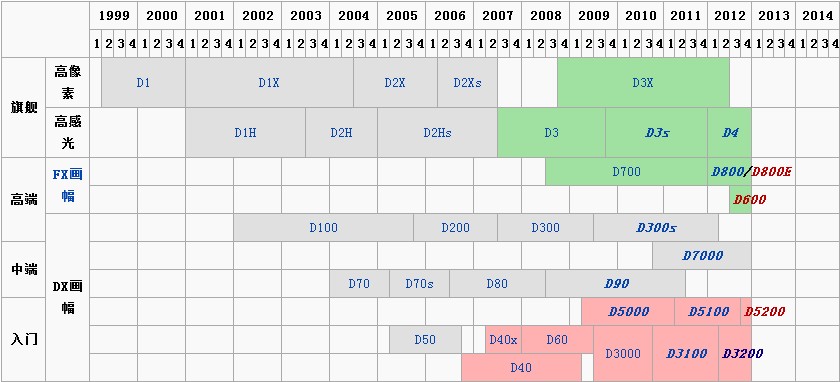 1999 2000 2001 2002 2003 2004 2005 2006 2007 2008 2009 2010 2011 2012 2013 2014
1 2 3 4 1 2 3 4 1 2 3 4 1 2 3 4 1 2 3 4 1 2 3 4 1 2 3 4 1 2 3 4 1 2 3 4 1 2 3 4 1 2 3 4 1 2 3 4 1 2 3 4 1 2 3 4 1 2 3 4 1 2 3 4
旗舰
高像
素
D1 D1X D2X D2Xs D3X
高感
光
D1H D2H D2Hs D3 D3s D4
高端
FX画
幅
D700 D800/D800E
D600
DX画
幅
D100 D200 D300 D300s
中端
D7000
D70 D70s D80 D90
入门
D5000 D5100 D5200
D50 D40x D60 D3000 D3100 D3200
D40